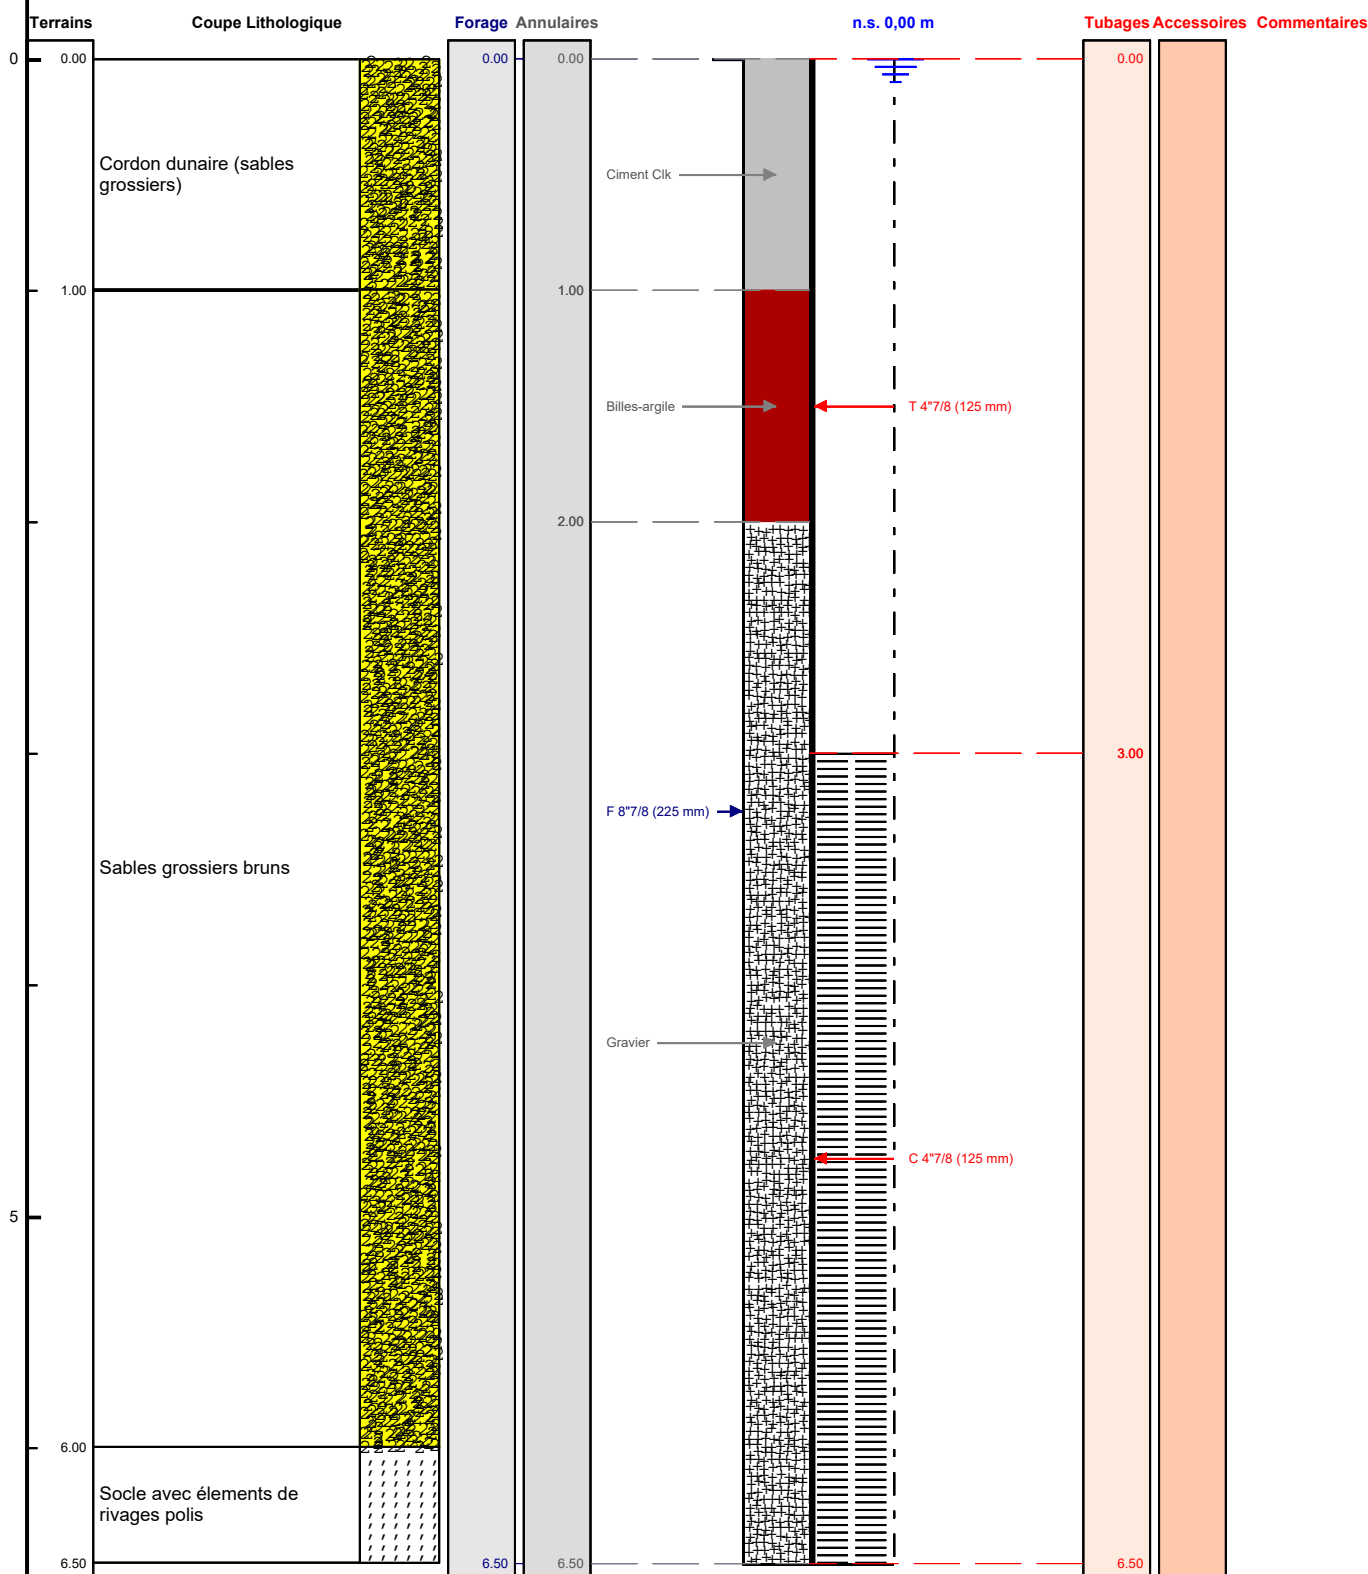 Terrains Coupe Lithologique Forage Annulaires n.s. 0,00 m Tubages Accessoires Commentaires
0 0.00 0.00 0.00 0.00
Cordon dunaire (sables
grossiers)
Ciment Clk
1.00 1.00
Billes-argile T 4"7/8 (125 mm)
2.00
3.00
F 8"7/8 (225 mm)
Sables grossiers bruns
Gravier
C 4"7/8 (125 mm)
5
6.00
Socle avec élements de
rivages polis
6.50 6.50 6.50 6.50